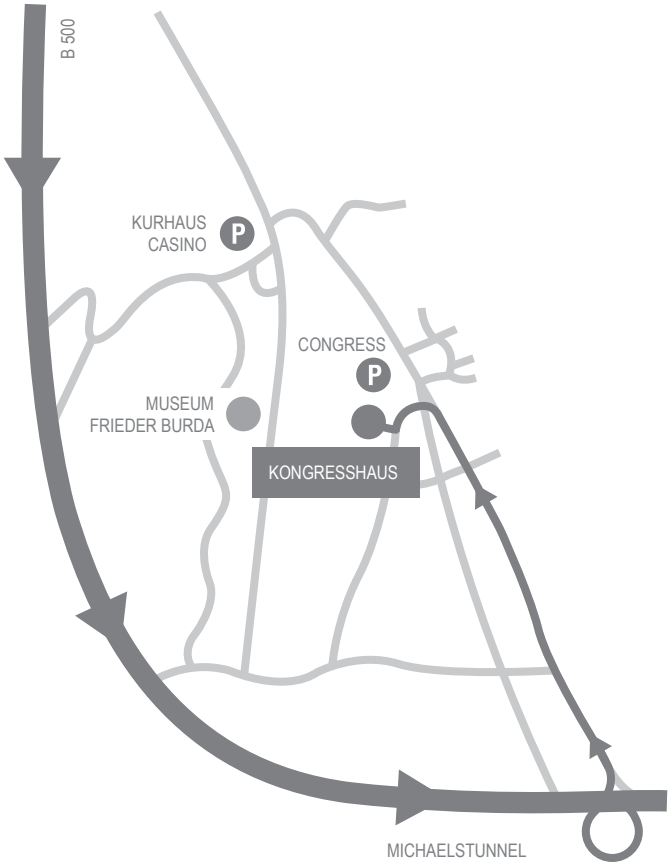 B 500
KURHAUS
CASINO
P
CONGRESS
P
MUSEUM
FRIEDER BURDA
KONGRESSHAUS
MICHAELSTUNNEL